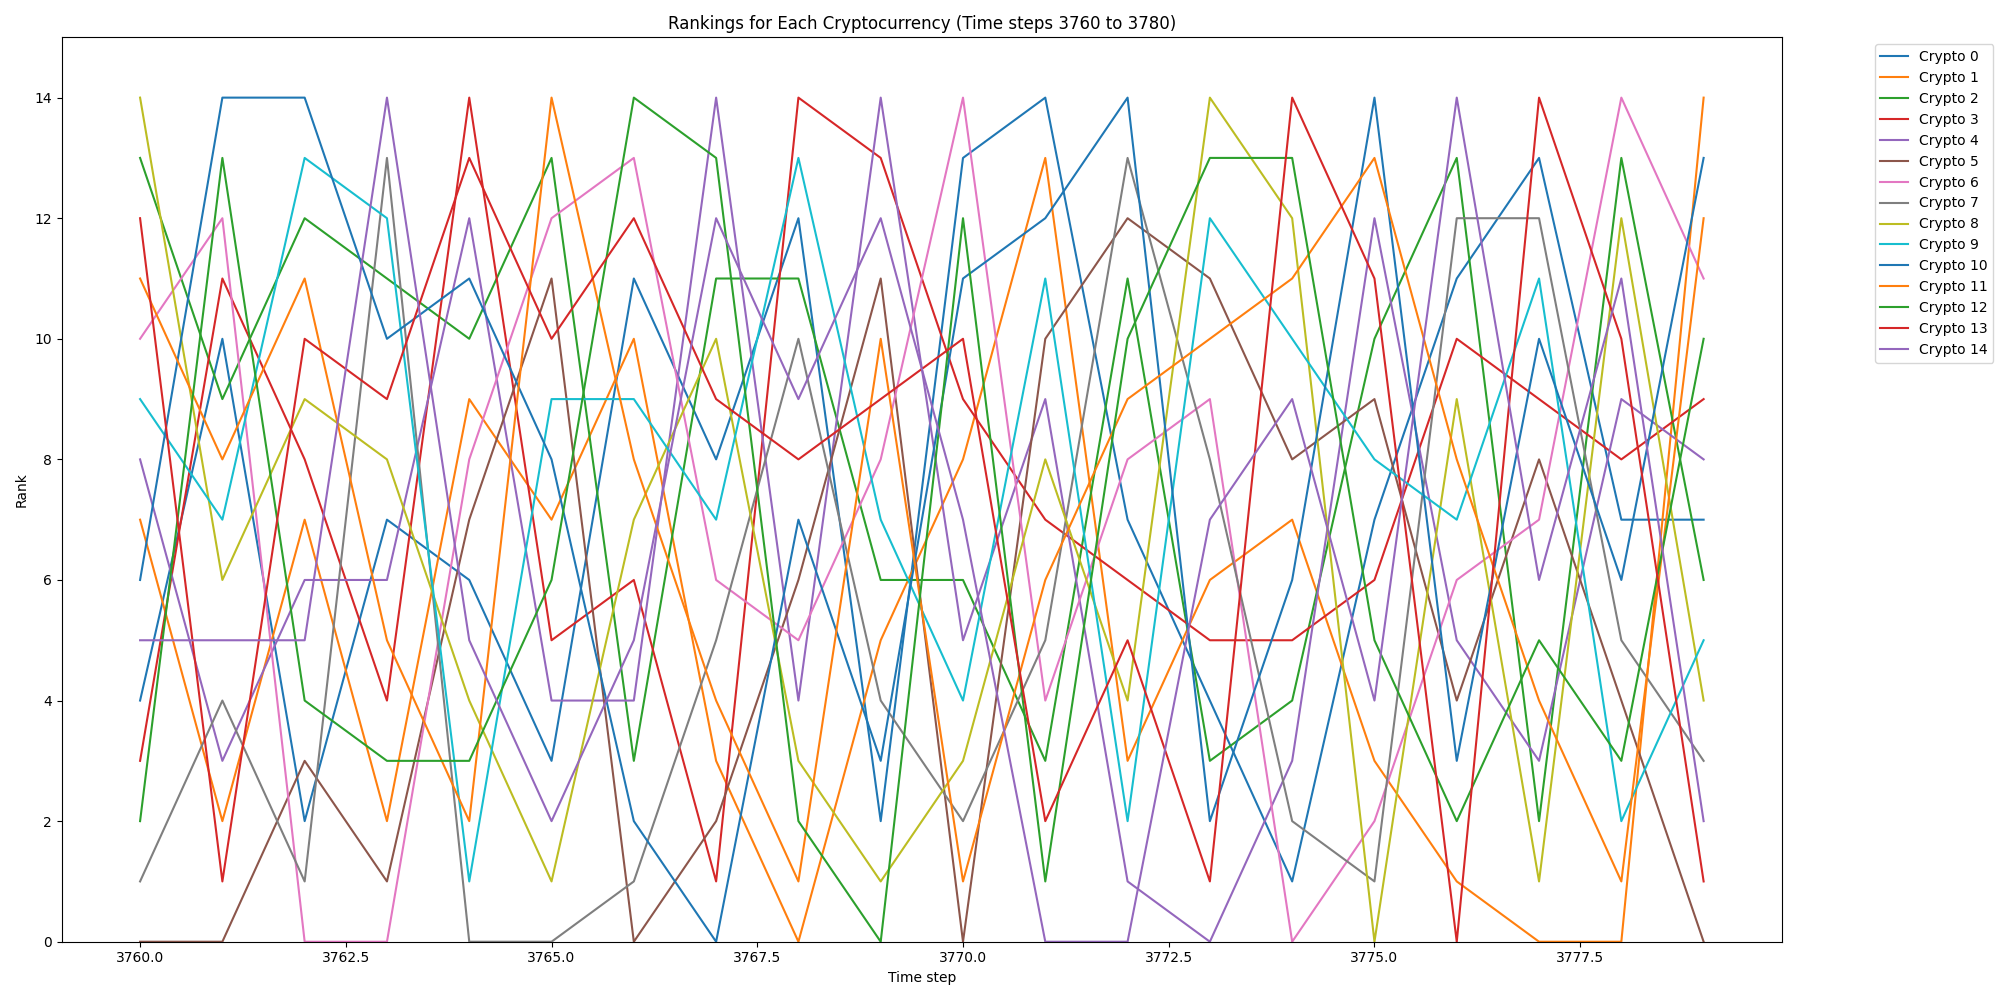 Rankings for Each Cryptocurrency (Time steps 3760 to 3780)
Rank
14
12
10
8
6
4
2
0
3760.0 3762.5 3765.0 3767.5 3770.0 3772.5 3775.0 3777.5
Time step
Crypto 0
Crypto 1
Crypto 2
Crypto 3
Crypto 4
Crypto 5
Crypto 6
Crypto 7
Crypto 8
Crypto 9
Crypto 10
Crypto 11
Crypto 12
Crypto 13
Crypto 14